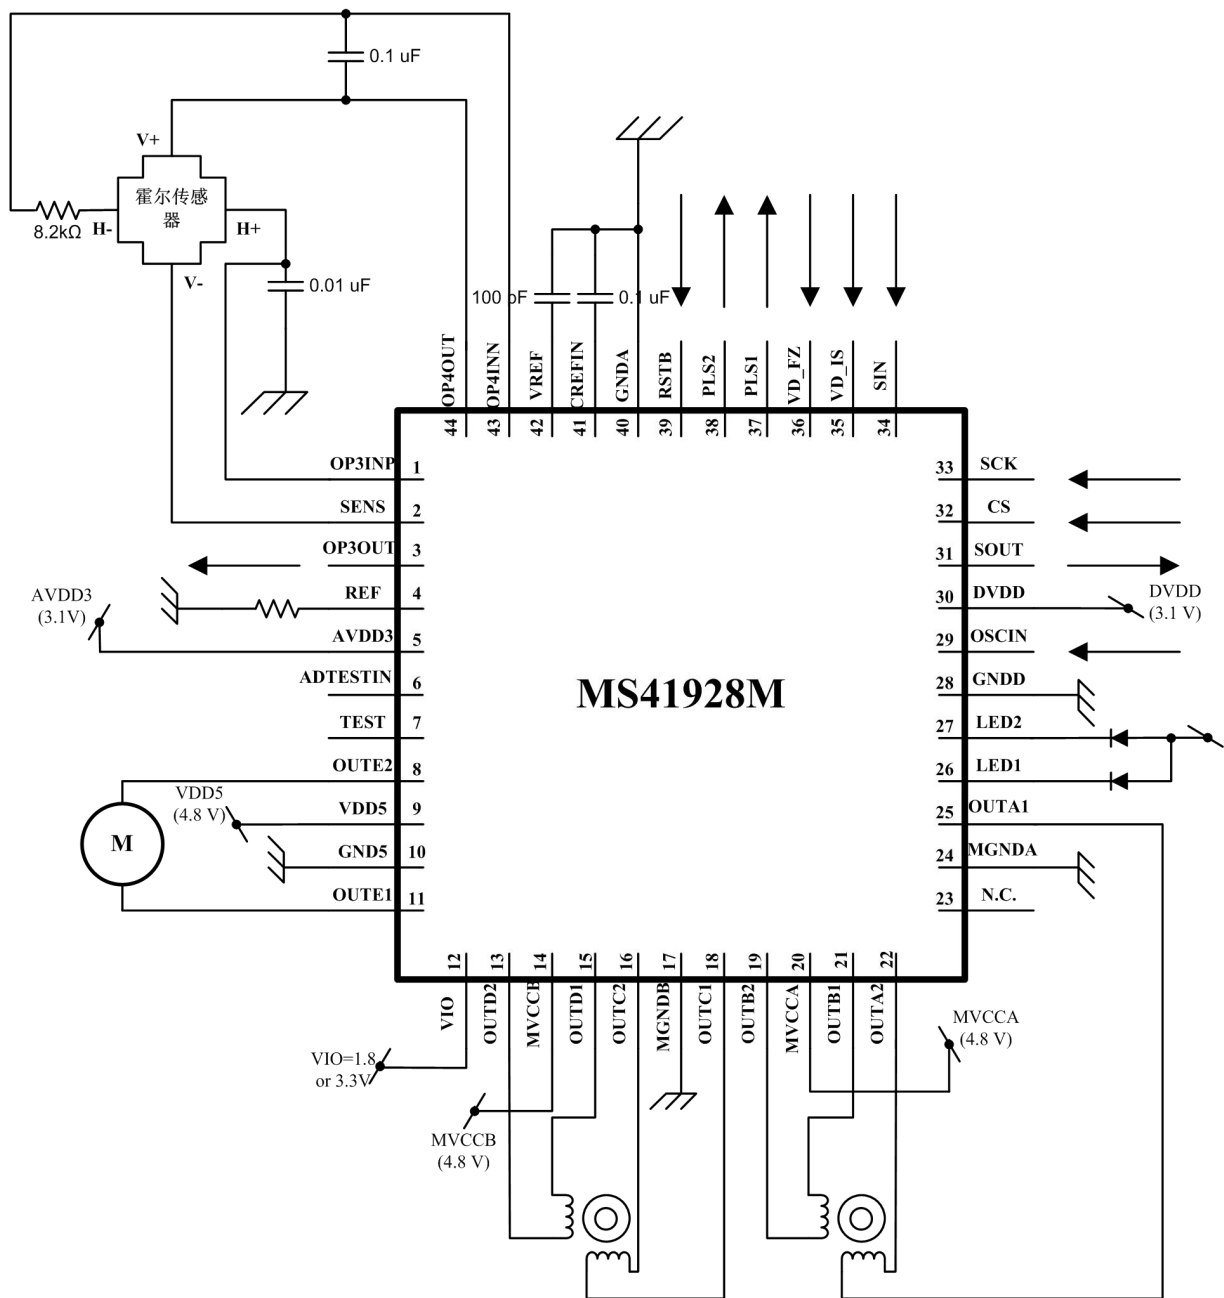 0.1 uF
V+
霍尔传感
器
8.2kΩ
H-
H+
V-
0.01 uF
100 pF
0.1 uF
OP4OUT
OP4INN
VREF
CREFIN
GNDA
RSTB
PLS2
PLS1
VD_FZ
VD_IS
SIN
44
43
42
41
40
39
38
37
36
35
34
OP3INP 1
SENS 2
OP3OUT 3
REF 4
AVDD3
(3.1V)
AVDD3 5
ADTESTIN 6
TEST 7
OUTE2 8
VDD5
(4.8 V)
VDD5 9
M
GND5 10
OUTE1 11
MS41928M
33 SCK
32 CS
31 SOUT
30 DVDD
DVDD
(3.1 V)
29 OSCIN
28 GNDD
27 LED2
26 LED1
25 OUTA1
24 MGNDA
23 N.C.
12
13
14
15
16
17
18
19
20
21
22
VIO
OUTD2
MVCCB
OUTD1
OUTC2
MGNDB
OUTC1
OUTB2
MVCCA
OUTB1
OUTA2
VIO=1.8
or 3.3V
MVCCB
(4.8 V)
MVCCA
(4.8 V)